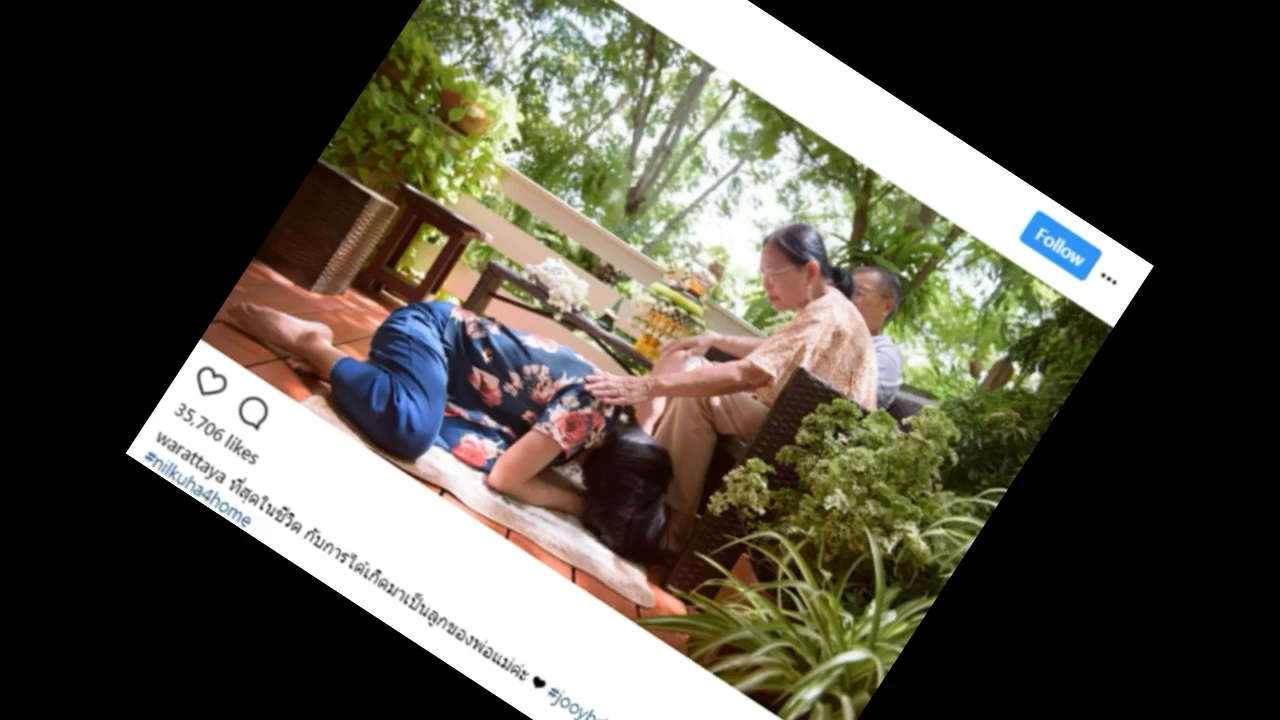 Follow
35,706 likes
warattaya ที่สุดในชีวิต กับการได้เกิดมาเป็นลูกของพ่อแม่ค่ะ ❤
#nilkuha4home